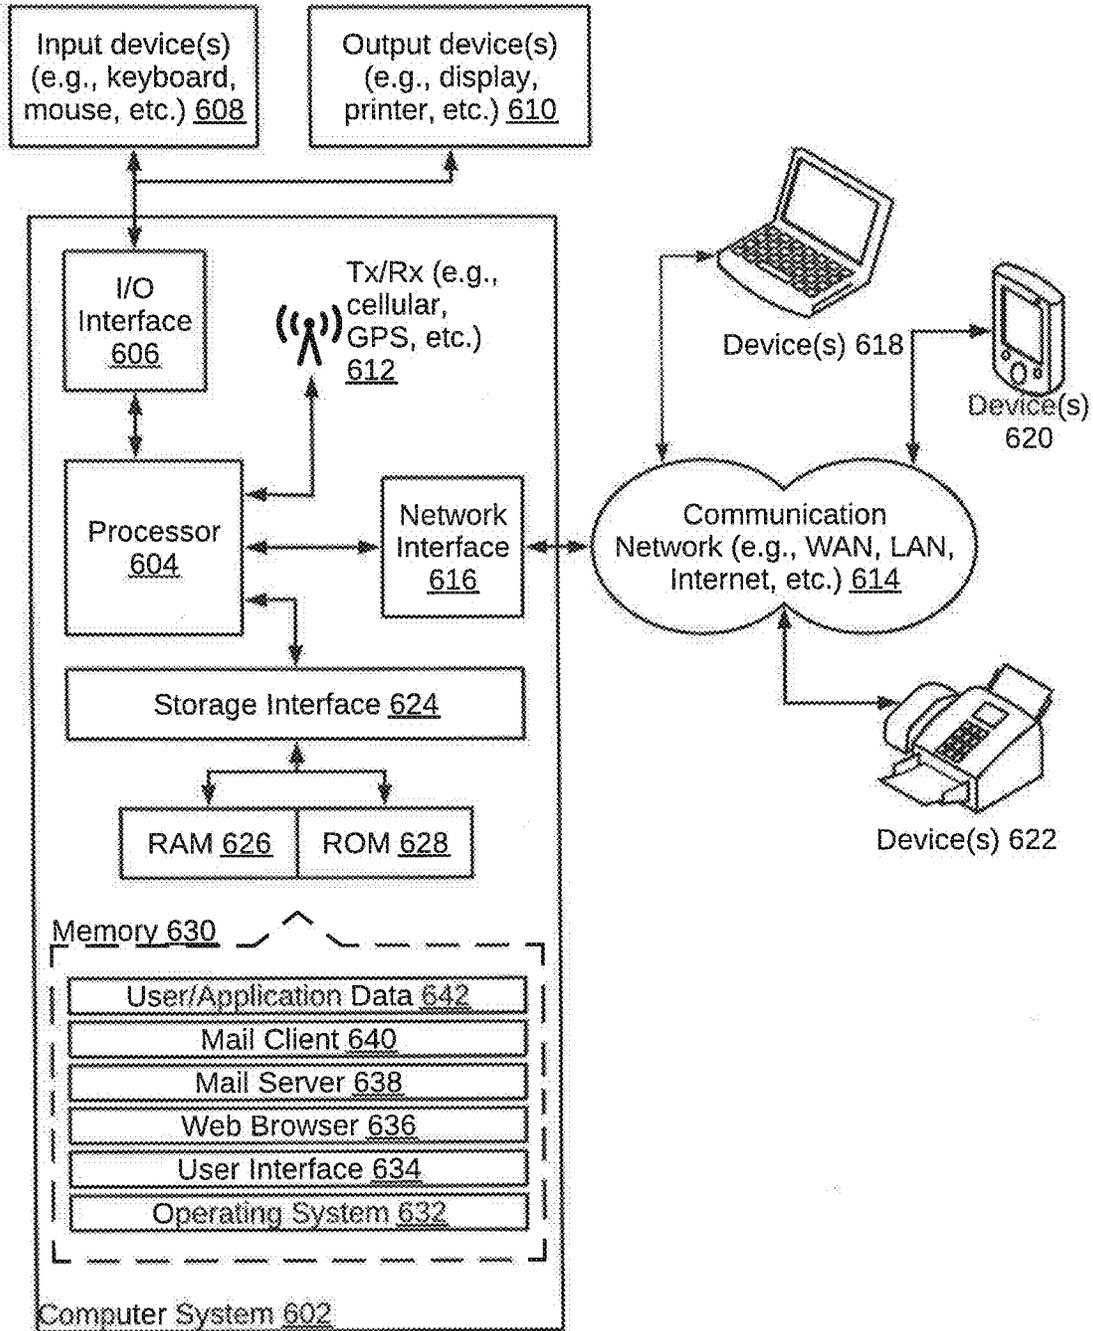 Input device(s)
(e.g., keyboard,
mouse, etc.) 608
Output device(s)
(e.g., display,
printer, etc.) 610
I/O
Interface
606
Tx/Rx (e.g.,
cellular,
GPS, etc.)
612
Device(s) 618
Device(s)
620
Processor
604
Network
Interface
616
Communication
Network (e.g., WAN, LAN,
Internet, etc.) 614
Storage Interface 624
RAM 626
ROM 628
Device(s) 622
Memory 630
User/Application Data 642
Mail Client 640
Mail Server 638
Web Browser 636
User Interface 634
Operating System 632
Computer System 602